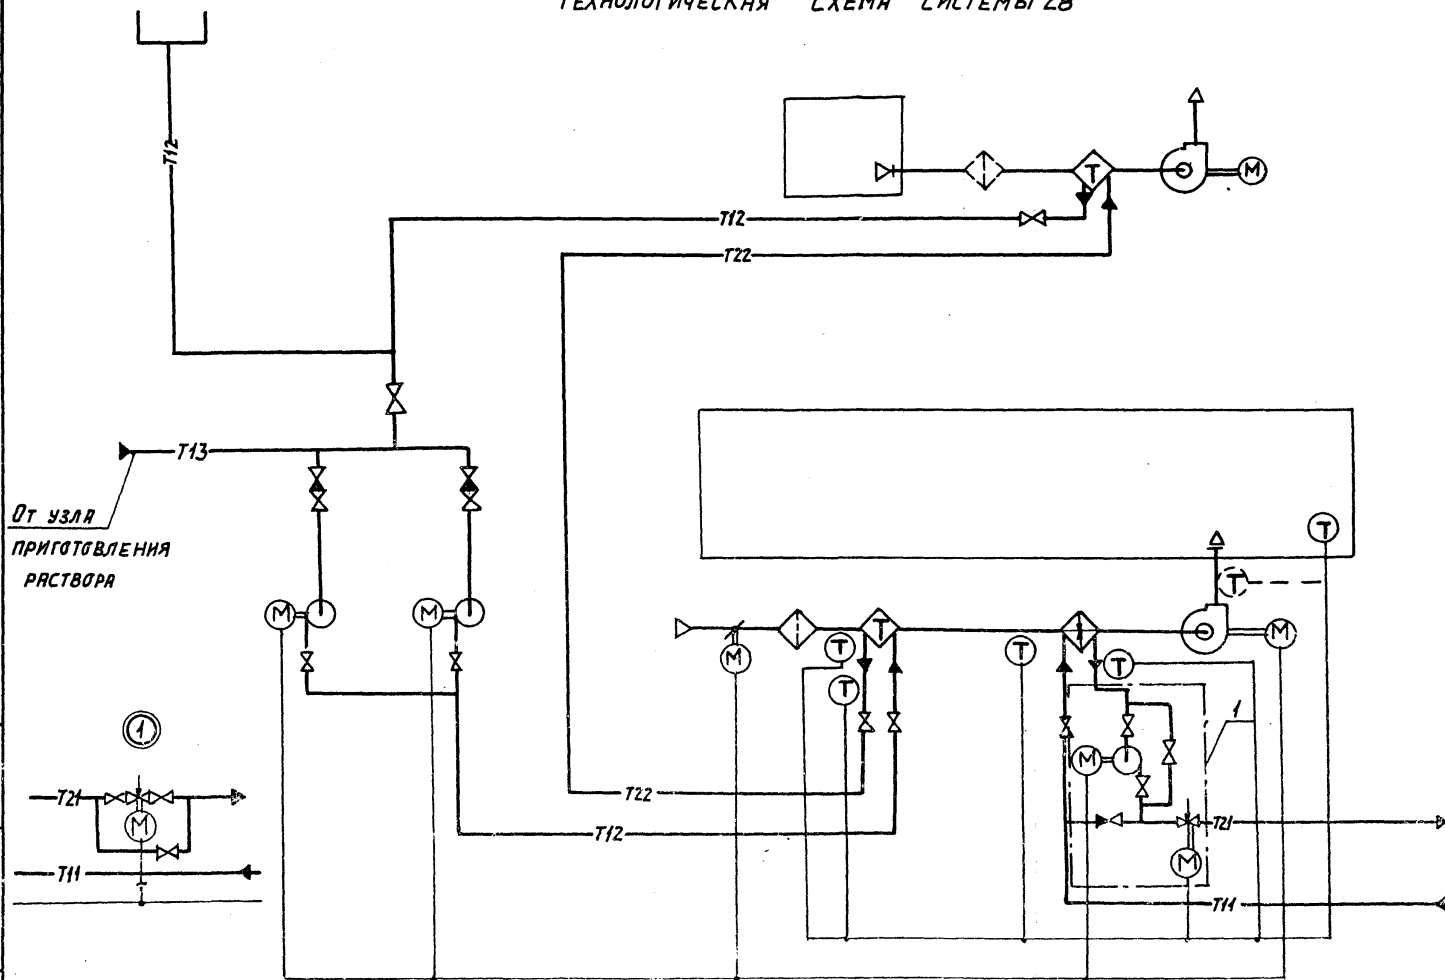 ТЕХНОЛОГИЧЕСКАЯ СХЕМА СИСТЕМЫ 28
Т12
Т
М
Т12
Т22
Т13
От узла
приготовления
раствора
Т
Т
М
М
Т
М
Т
М
Т
Т
Т
1
1
М
Т21
М
Т22
Т21
Т12
М
Т11
Т11